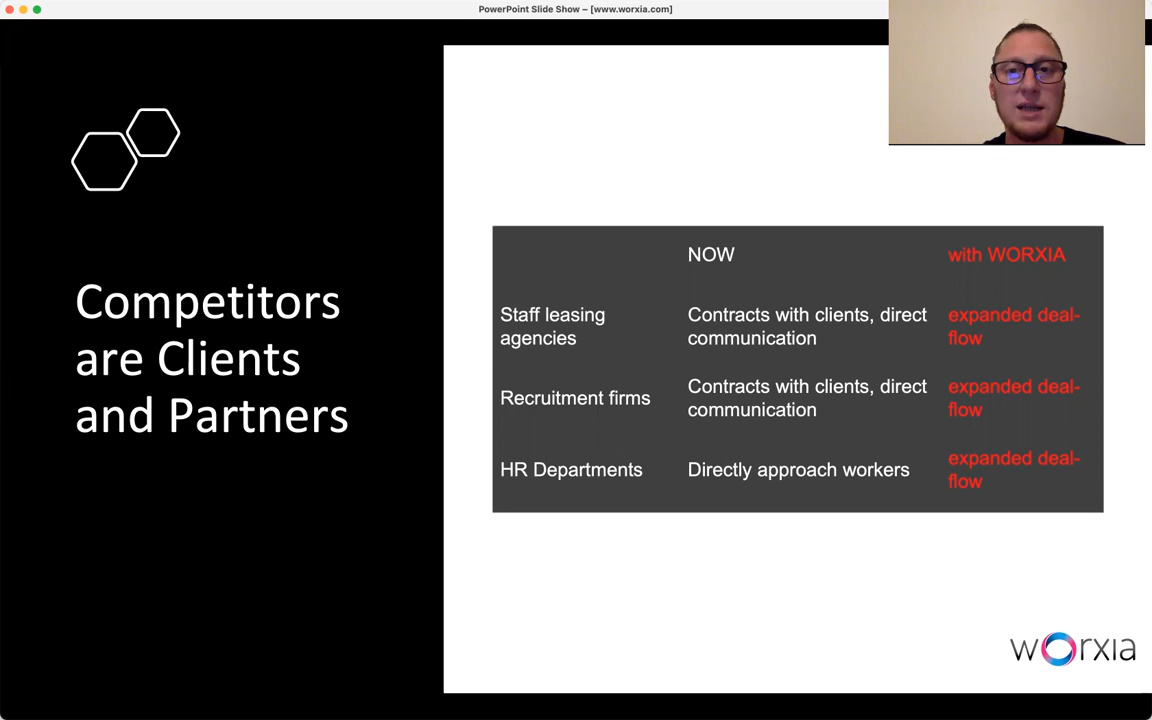 PowerPoint Slide Show – [www.worxia.com]
Competitors
are Clients
and Partners
NOW
with WORXIA
Staff leasing
agencies
Contracts with clients, direct
communication
expanded deal-
flow
Recruitment firms
Contracts with clients, direct
communication
expanded deal-
flow
HR Departments
Directly approach workers
expanded deal-
flow
worxia